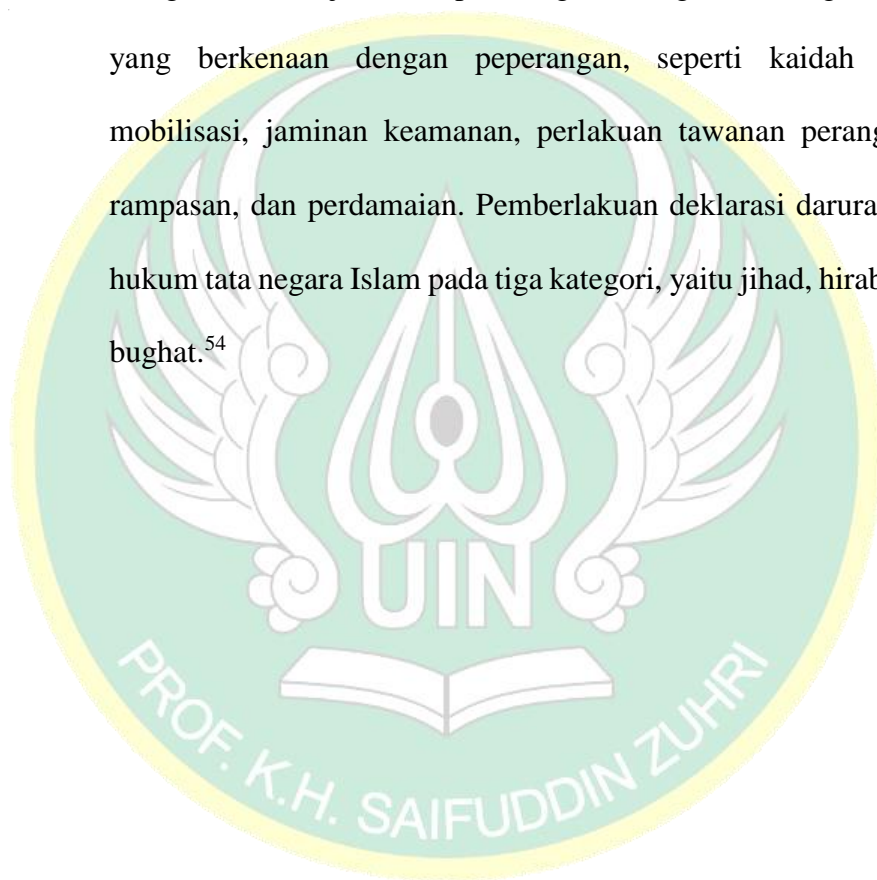 yang berkenaan dengan peperangan, seperti kaidah
mobilisasi, jaminan keamanan, perlakuan tawanan perang
rampasan, dan perdamaian. Pemberlakuan deklarasi darura
hukum tata negara Islam pada tiga kategori, yaitu jihad, hirab
bughat.⁵⁴
UIN
PROF. K.H. SAIFUDDIN ZUHRI